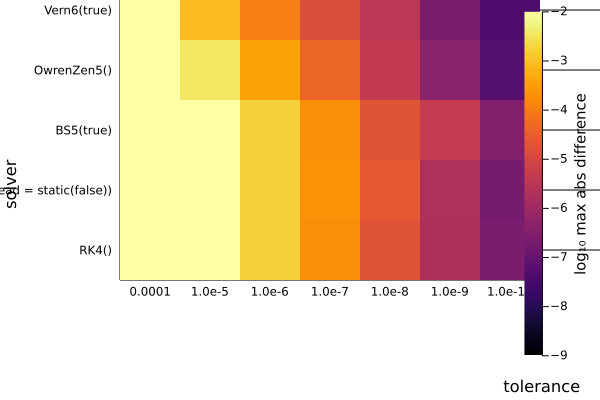 Vern6(true)
OwrenZen5()
BS5(true)
= static(false))
RK4()
solver
0.0001 1.0e-5 1.0e-6 1.0e-7 1.0e-8 1.0e-9 1.0e-1
tolerance
−2
−3
−4
−5
−6
−7
−8
−9
log₁₀ max abs difference